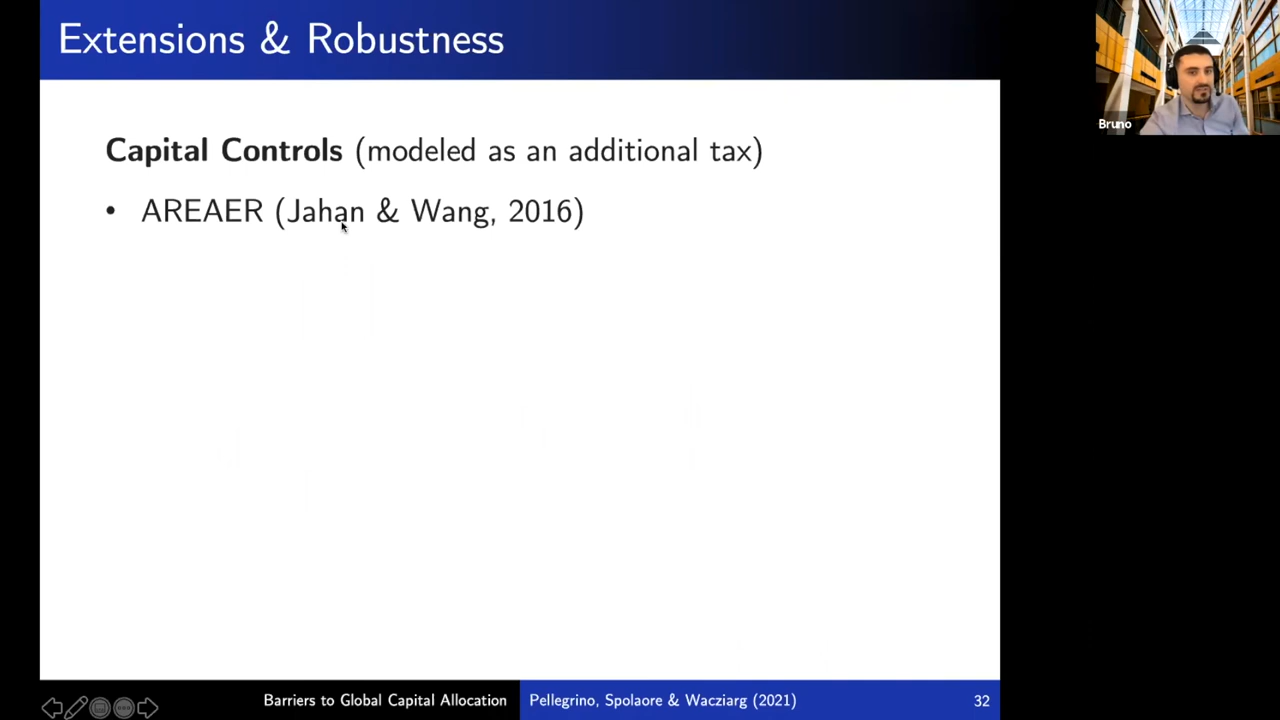 Extensions & Robustness
Bruno
Capital Controls (modeled as an additional tax)
• AREAER (Jahan & Wang, 2016)
Barriers to Global Capital Allocation
Pellegrino, Spolaore & Wacziarg (2021)
32